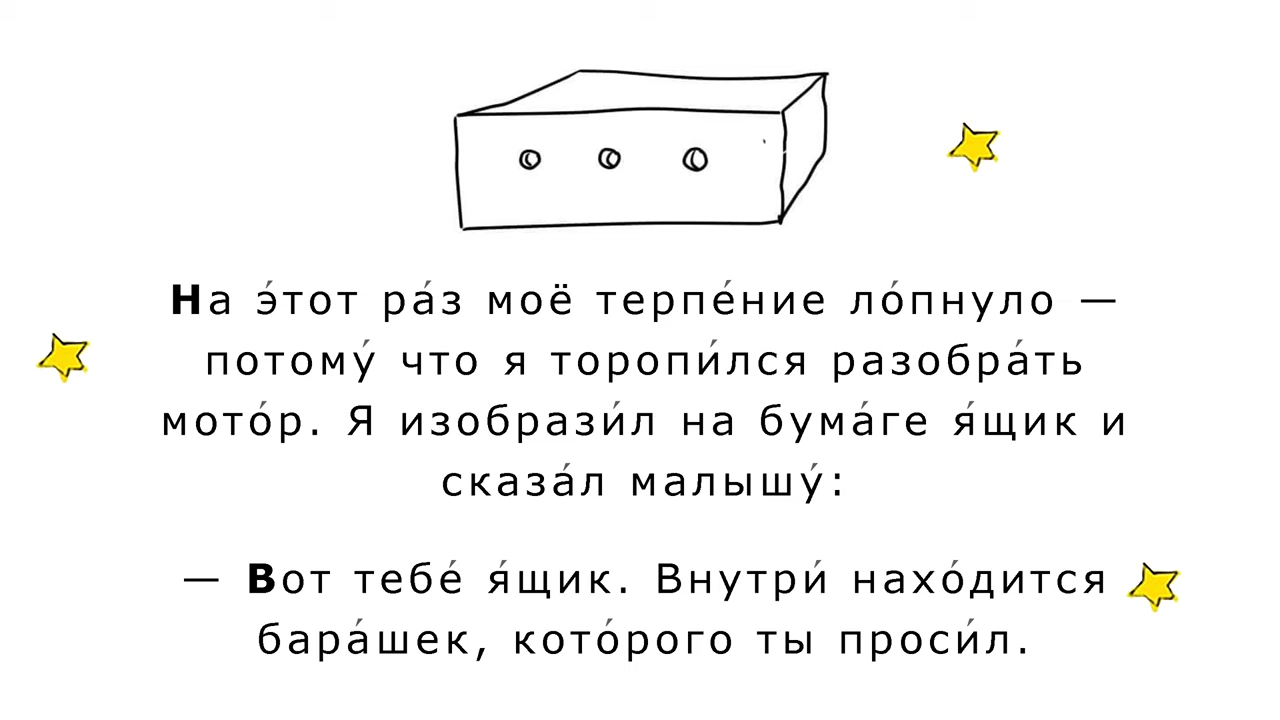 На э́тот ра́з моё терпе́ние ло́пнуло —
потому́ что я торопи́лся разобра́ть
мото́р. Я изобрази́л на бума́ге я́щик и
сказа́л малышу́:
— Вот тебе́ я́щик. Внутри́ нахо́дится
бара́шек, кото́рого ты проси́л.